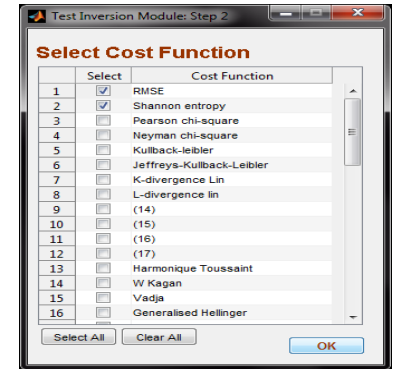 Test Inversion Module: Step 2
Select Cost Function
Select Cost Function
1 RMSE
2 Shannon entropy
3 Pearson chi-square
4 Neyman chi-square
5 Kullback-leibler
6 Jeffreys-Kullback-Leibler
7 K-divergence Lin
8 L-divergence lin
9 (14)
10 (15)
11 (16)
12 (17)
13 Harmonique Toussaint
14 W Kagan
15 Vadja
16 Generalised Hellinger
Select All Clear All OK